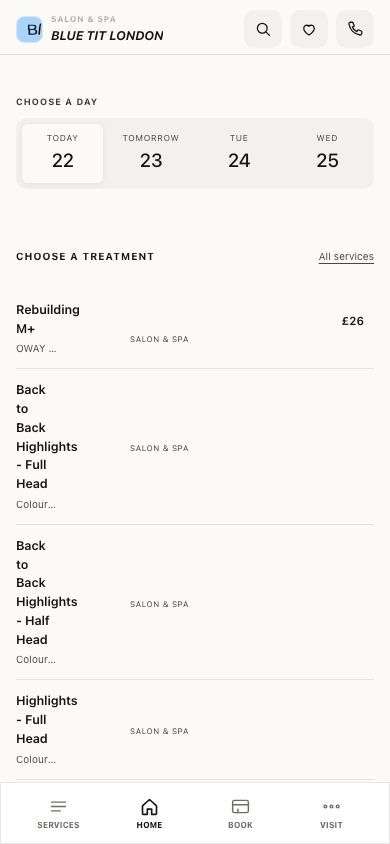 Bl
SALON & SPA
BLUE TIT LONDON
CHOOSE A DAY
TODAY
22
TOMORROW
23
TUE
24
WED
25
CHOOSE A TREATMENT
All services
Rebuilding
M+
OWAY ...
SALON & SPA
£26
Back
to
Back
Highlights
- Full
Head
Colour...
SALON & SPA
Back
to
Back
Highlights
- Half
Head
Colour...
SALON & SPA
Highlights
- Full
Head
Colour...
SALON & SPA
SERVICES
HOME
BOOK
VISIT